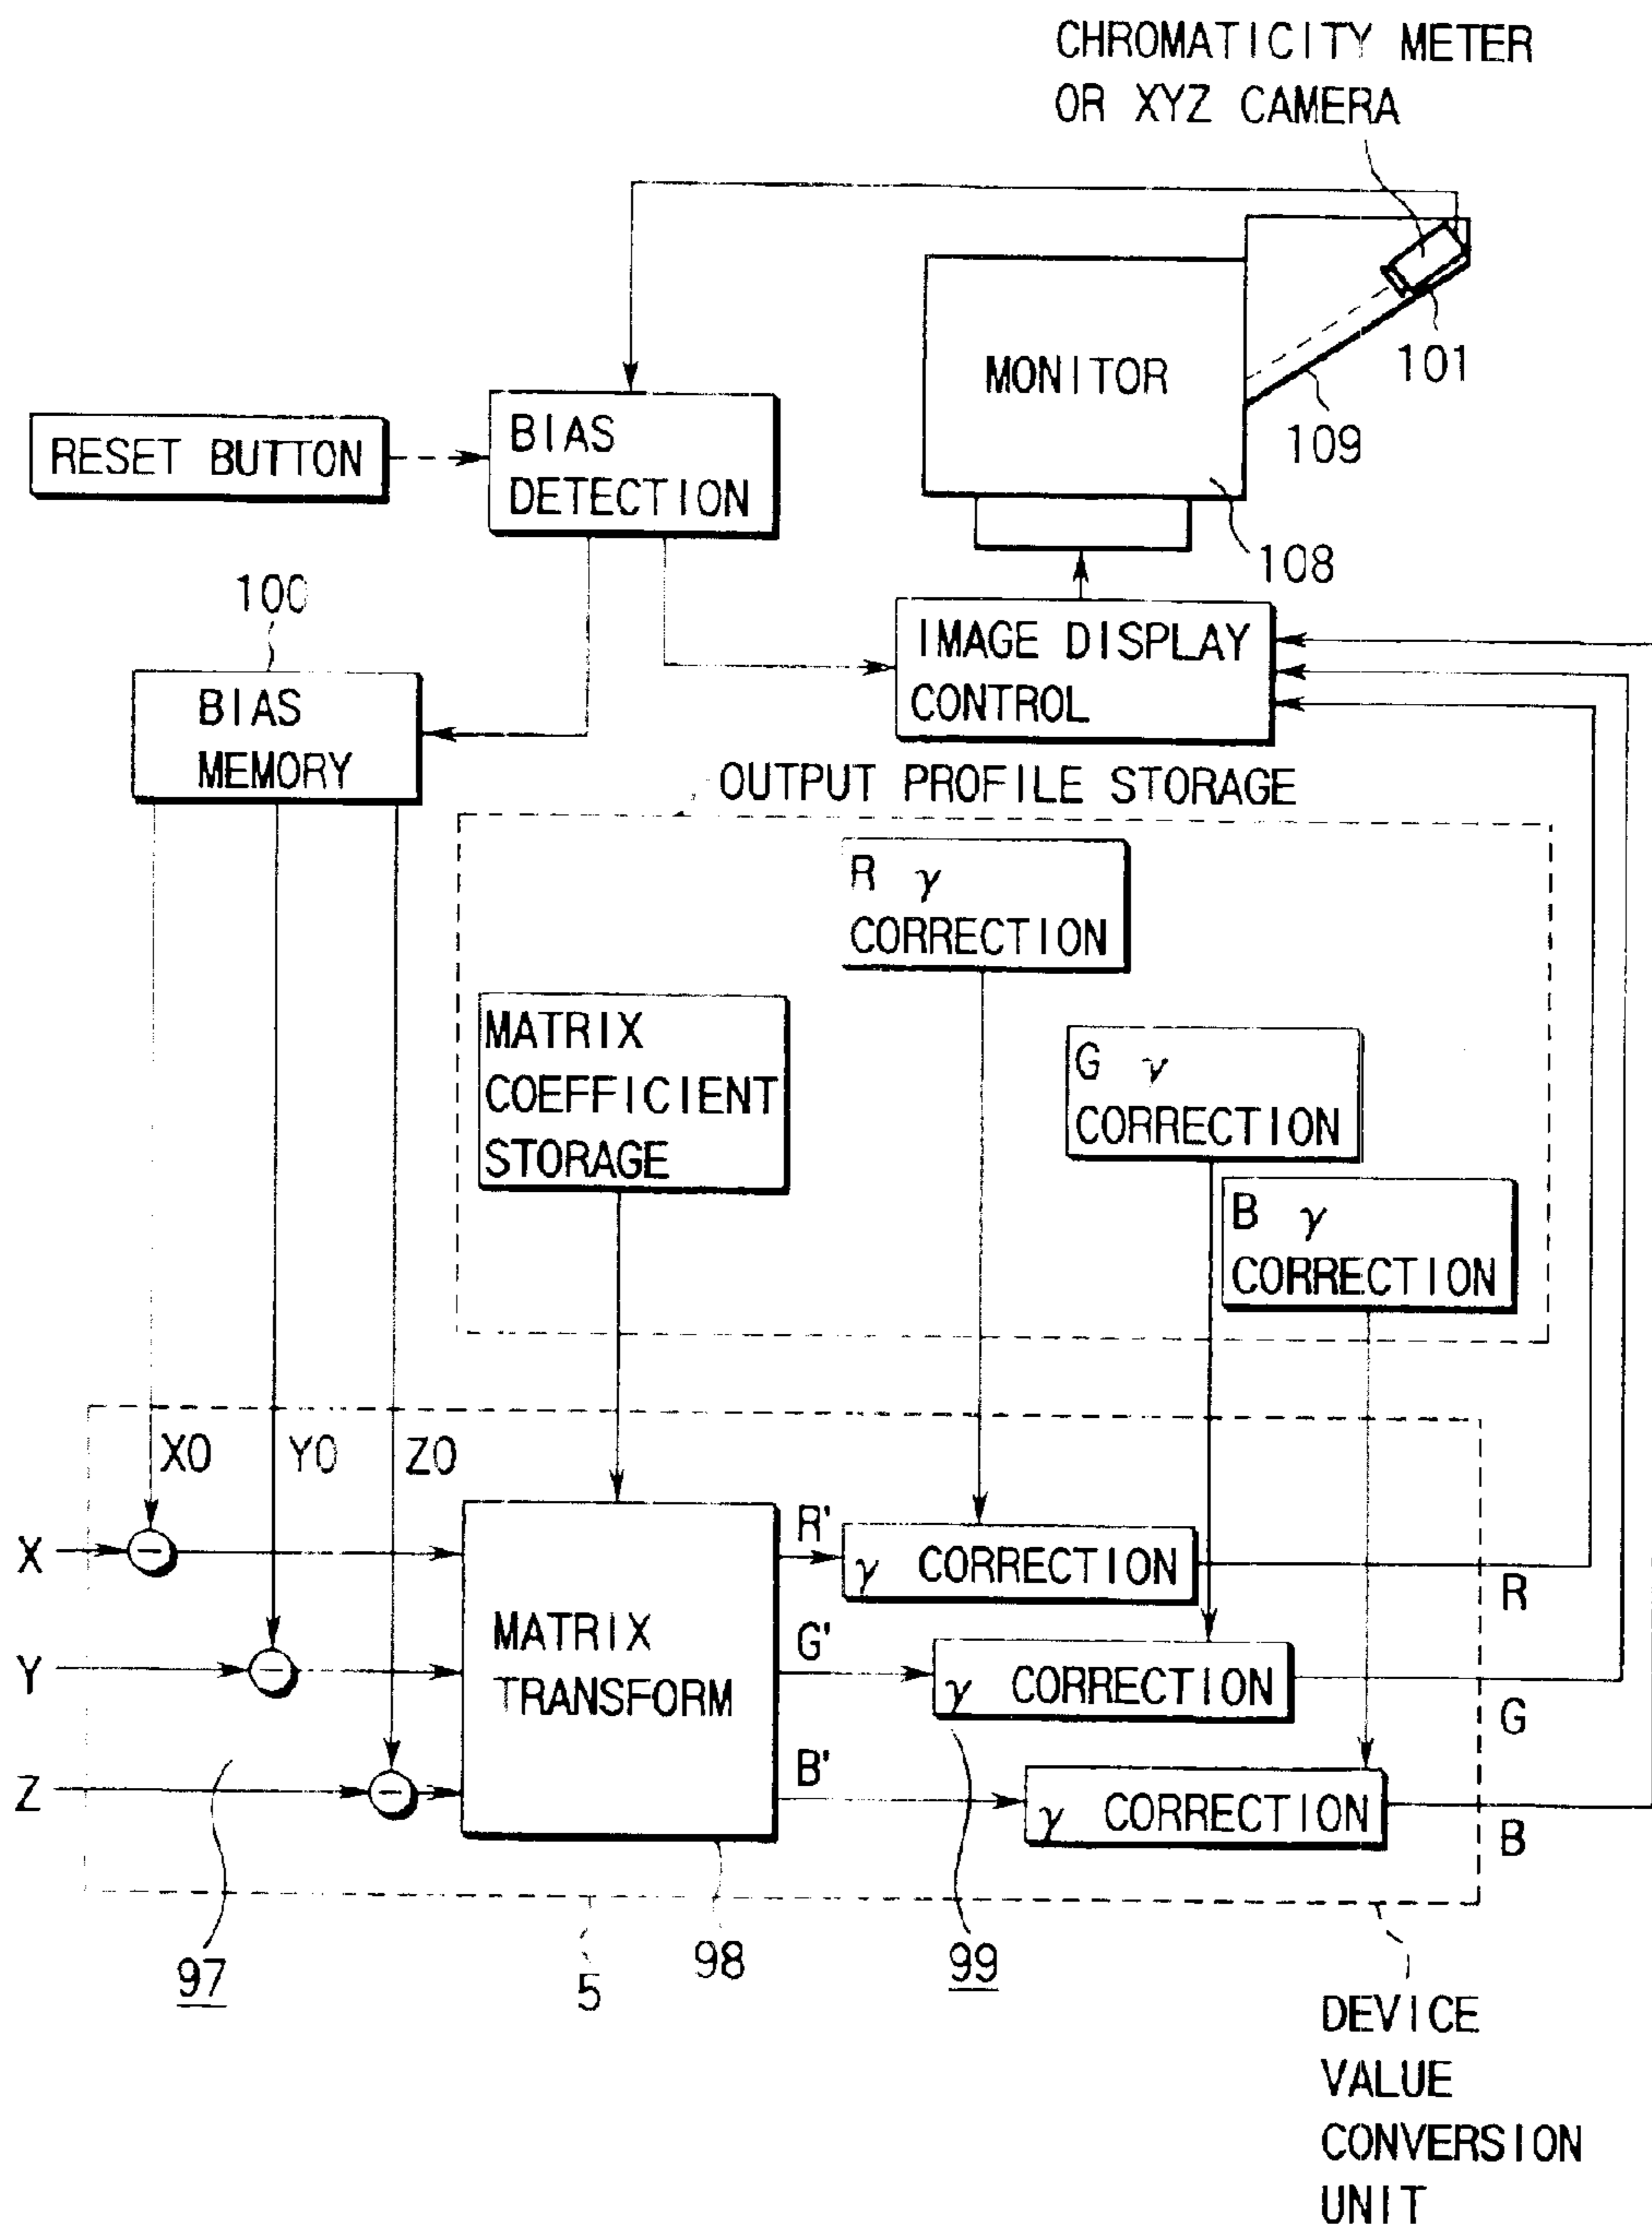 CHROMATICITY METER
OR XYZ CAMERA
101
MONITOR
109
RESET BUTTON
BIAS
DETECTION
108
100
IMAGE DISPLAY
CONTROL
BIAS
MEMORY
OUTPUT PROFILE STORAGE
R γ
CORRECTION
MATRIX
COEFFICIENT
STORAGE
G γ
CORRECTION
B γ
CORRECTION
X0
Y0
Z0
X
-
R'
γ CORRECTION
R
MATRIX
TRANSFORM
Y
-
G'
γ CORRECTION
G
Z
-
B'
γ CORRECTION
B
97
5
98
99
DEVICE
VALUE
CONVERSION
UNIT